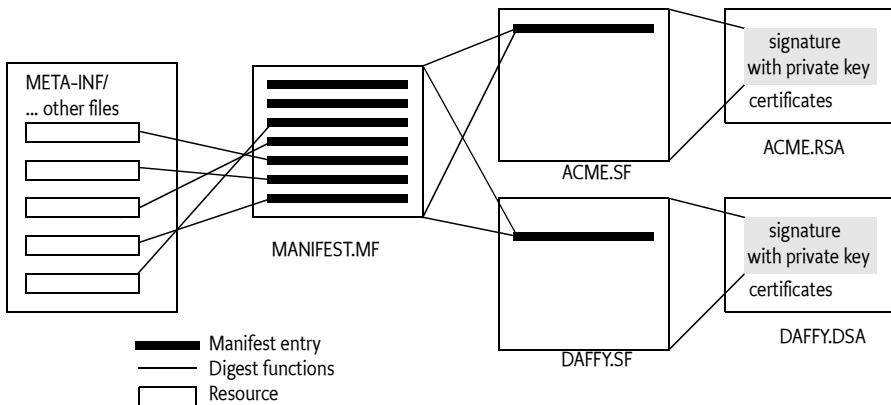 META-INF/
... other files
MANIFEST.MF
ACME.SF
signature
with private key
certificates
ACME.RSA
DAFFY.SF
signature
with private key
certificates
DAFFY.DSA
Manifest entry
Digest functions
Resource